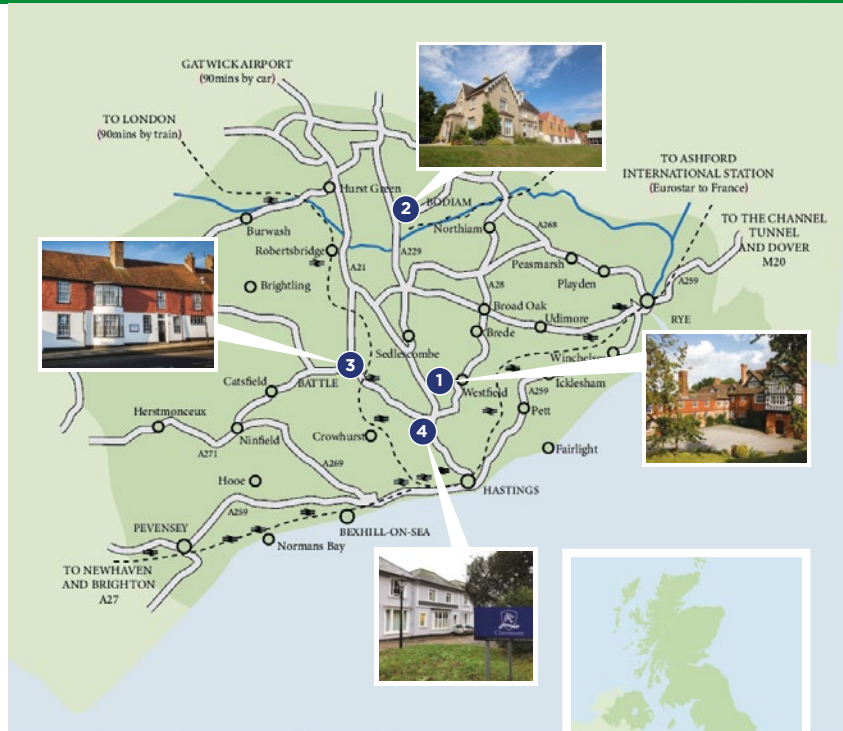 GATWICK AIRPORT
(90mins by car)
TO LONDON
(90mins by train)
TO ASHFORD
INTERNATIONAL STATION
(Eurostar to France)
TO THE CHANNEL
TUNNEL
AND DOVER
M20
Hurst Green
2
BODIAM
Burwash
Northiam
A268
Robertsbridge
A229
A21
Peasmarsh
A259
Brightling
Playden
A28
Broad Oak
Udimore
RYE
Brede
Sedlescombe
Winchelsea
3
1
BATTLE
Westfield
Icklesham
Catsfield
A259
Pett
Herstmonceux
4
Ninfield
Crowhurst
A271
Fairlight
A269
Hooe
HASTINGS
A259
PEVENSEY
BEXHILL-ON-SEA
Normans Bay
TO NEWHAVEN
AND BRIGHTON
A27
Claremont